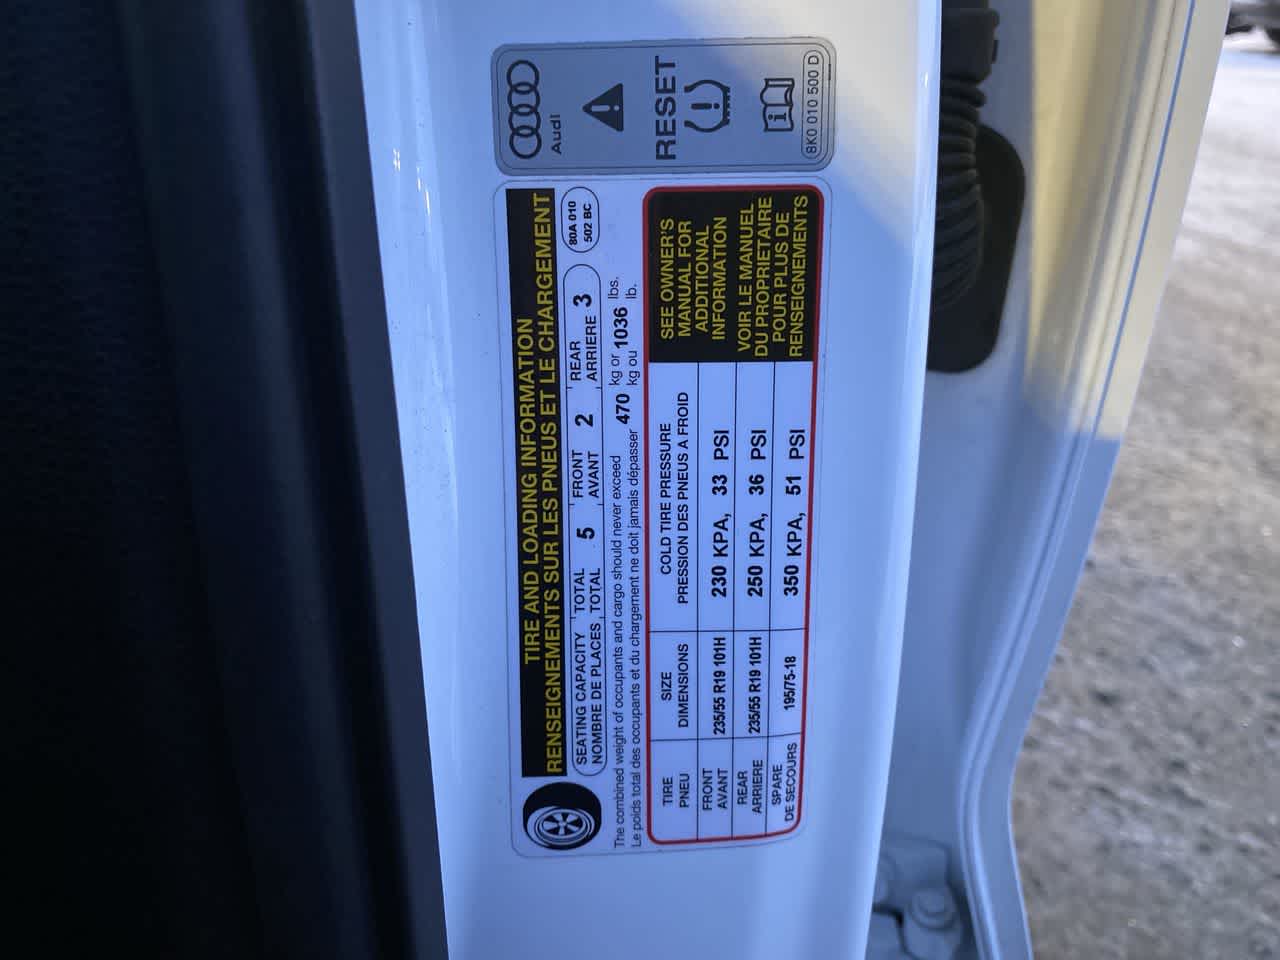 TIRE AND LOADING INFORMATION
RENSEIGNEMENTS SUR LES PNEUS ET LE CHARGEMENT
SEATING CAPACITY TOTAL 5 FRONT 2 REAR 3
NOMBRE DE PLACES TOTAL AVANT ARRIERE
80A 010
502 BC
The combined weight of occupants and cargo should never exceed 470 kg or 1036 lbs.
Le poids total des occupants et du chargement ne doit jamais dépasser kg ou lb.
TIRE SIZE COLD TIRE PRESSURE
PNEU DIMENSIONS PRESSION DES PNEUS A FROID
FRONT
AVANT 235/55 R19 101H 230 KPA, 33 PSI
REAR
ARRIERE 235/55 R19 101H 250 KPA, 36 PSI
SPARE
DE SECOURS 195/75-18 350 KPA, 51 PSI
SEE OWNER'S
MANUAL FOR
ADDITIONAL
INFORMATION
VOIR LE MANUEL
DU PROPRIETAIRE
POUR PLUS DE
RENSEIGNEMENTS
Audi
RESET
8K0 010 500 D